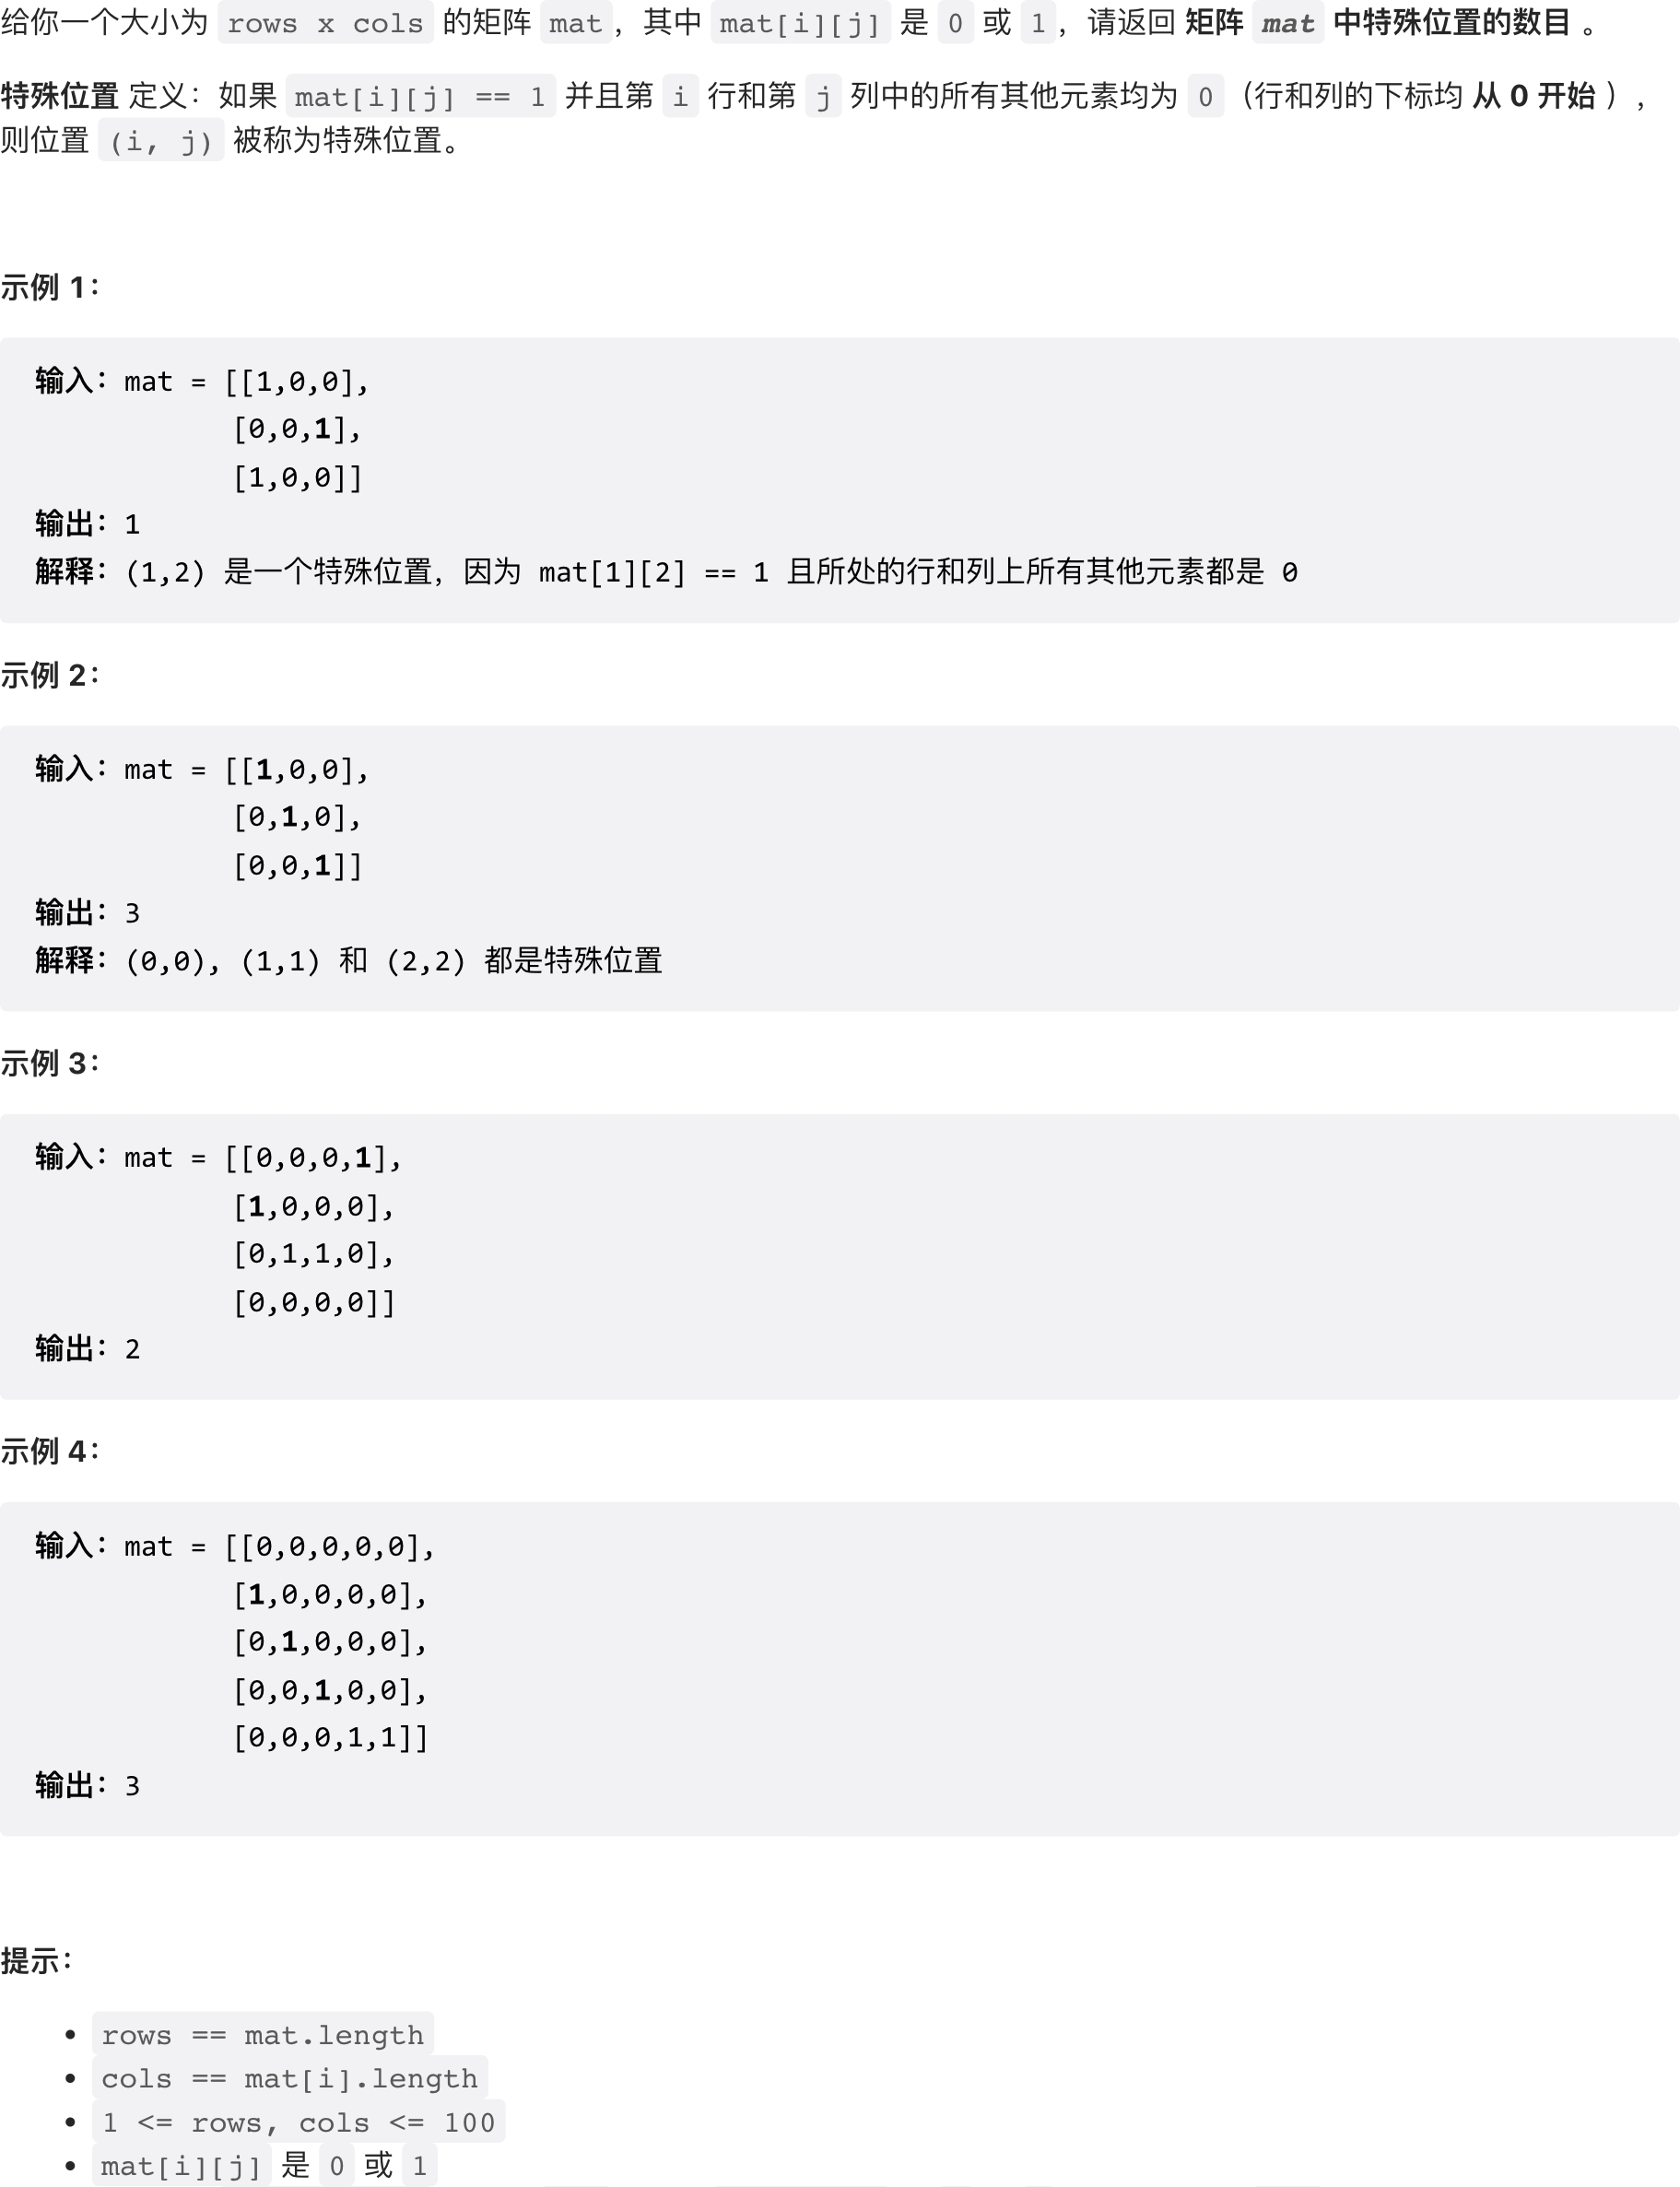 给你一个大小为 rows x cols 的矩阵 mat，其中 mat[i][j] 是 0 或 1，请返回 矩阵 mat 中特殊位置的数目 。
特殊位置 定义：如果 mat[i][j] == 1 并且第 i 行和第 j 列中的所有其他元素均为 0（行和列的下标均 从 0 开始 ），
则位置 (i, j) 被称为特殊位置。
示例 1：
输入：mat = [[1,0,0],
[0,0,1],
[1,0,0]]
输出：1
解释：(1,2) 是一个特殊位置，因为 mat[1][2] == 1 且所处的行和列上所有其他元素都是 0
示例 2：
输入：mat = [[1,0,0],
[0,1,0],
[0,0,1]]
输出：3
解释：(0,0), (1,1) 和 (2,2) 都是特殊位置
示例 3：
输入：mat = [[0,0,0,1],
[1,0,0,0],
[0,1,1,0],
[0,0,0,0]]
输出：2
示例 4：
输入：mat = [[0,0,0,0,0],
[1,0,0,0,0],
[0,1,0,0,0],
[0,0,1,0,0],
[0,0,0,1,1]]
输出：3
提示：
• rows == mat.length
• cols == mat[i].length
• 1 <= rows, cols <= 100
• mat[i][j] 是 0 或 1